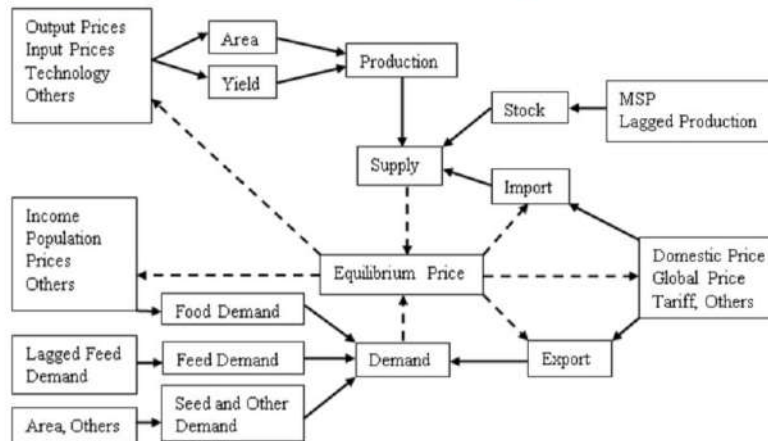 Output Prices
Input Prices
Technology
Others
Area
Yield
Production
Stock
MSP
Lagged Production
Supply
Import
Income
Population
Prices
Others
Equilibrium Price
Domestic Price
Global Price
Tariff, Others
Food Demand
Lagged Feed
Demand
Feed Demand
Demand
Export
Area, Others
Seed and Other
Demand